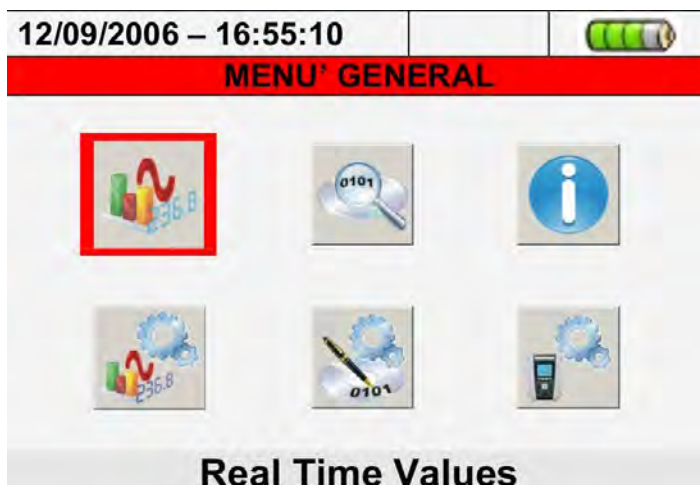 12/09/2006 – 16:55:10
MENU' GENERAL
236.8
0101
236.8
0101
Real Time Values